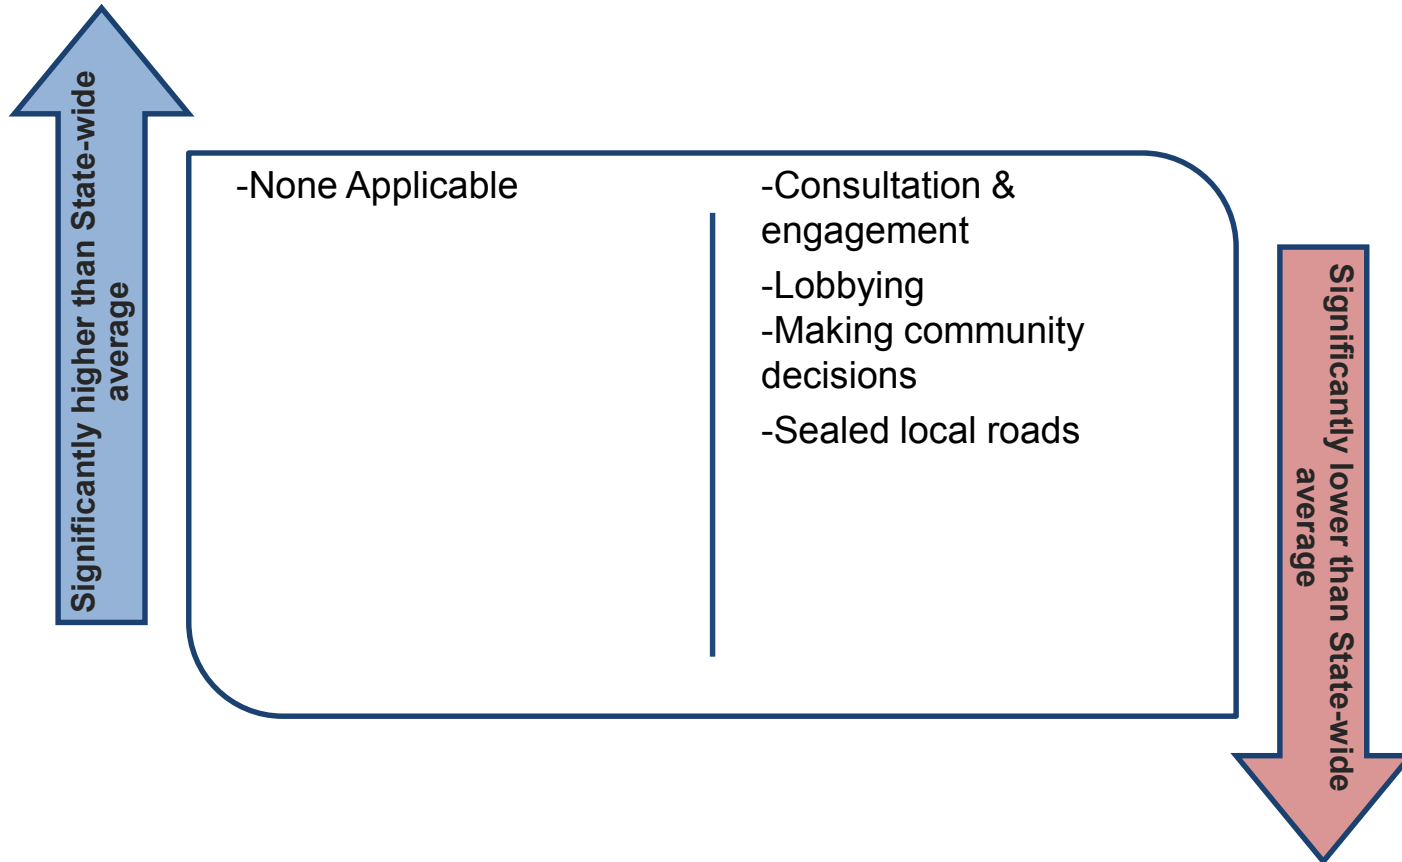 Significantly higher than State-wide
average
-None Applicable
-Consultation &
engagement
-Lobbying
-Making community
decisions
-Sealed local roads
Significantly lower than State-wide
average